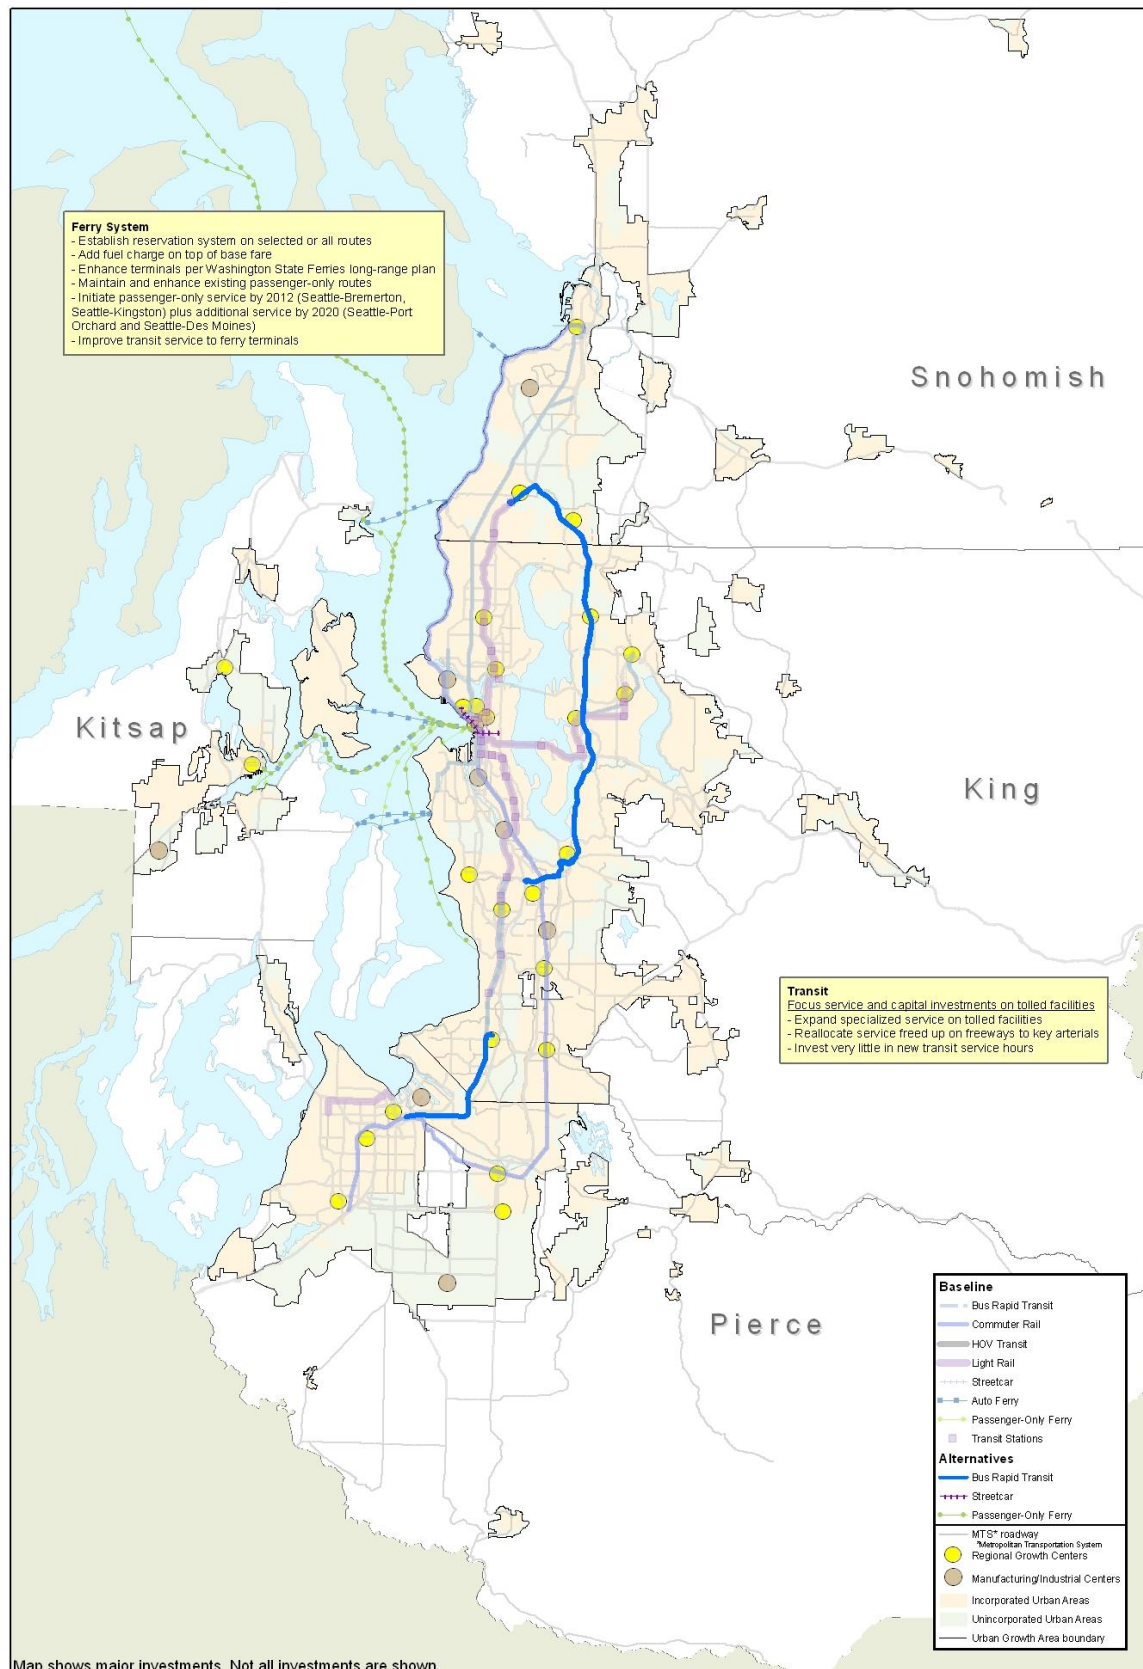 Ferry System
- Establish reservation system on selected or all routes
- Add fuel charge on top of base fare
- Enhance terminals per Washington State Ferries long-range plan
- Maintain and enhance existing passenger-only routes
- Initiate passenger-only service by 2012 (Seattle-Bremerton,
Seattle-Kingston) plus additional service by 2020 (Seattle-Port
Orchard and Seattle-Des Moines)
- Improve transit service to ferry terminals
Snohomish
Kitsap
King
Transit
Focus service and capital investments on tolled facilities
- Expand specialized service on tolled facilities
- Reallocate service freed up on freeways to key arterials
- Invest very little in new transit service hours
Pierce
Baseline
Bus Rapid Transit
Commuter Rail
HOV Transit
Light Rail
Streetcar
Auto Ferry
Passenger-Only Ferry
Transit Stations
Alternatives
Bus Rapid Transit
Streetcar
Passenger-Only Ferry
MTS* roadway
*Metropolitan Transportation System
Regional Growth Centers
Manufacturing/Industrial Centers
Incorporated Urban Areas
Unincorporated Urban Areas
Urban Growth Area boundary
Map shows major investments. Not all investments are shown